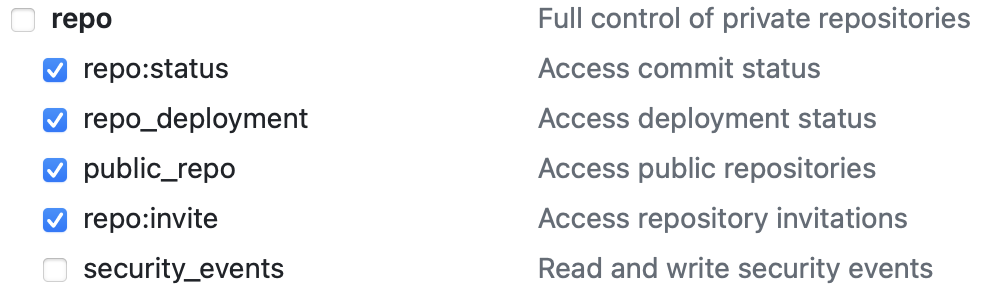 repo Full control of private repositories
repo:status Access commit status
repo_deployment Access deployment status
public_repo Access public repositories
repo:invite Access repository invitations
security_events Read and write security events